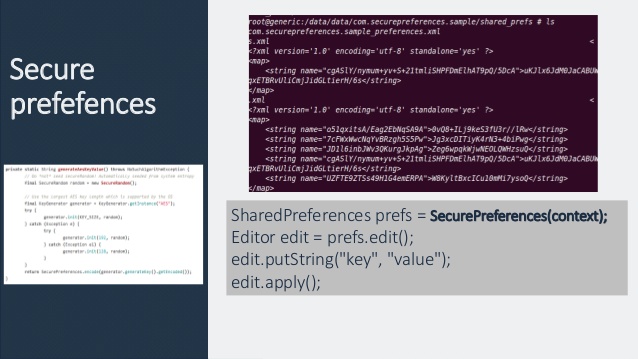 Secure
prefefences
private static String generateAesKeyValue() throws NoSuchAlgorithmException {
// Do *not* seed secureRandom! Automatically seeded from system entropy
final SecureRandom random = new SecureRandom();
// Use the largest AES key length which is supported by the OS
final KeyGenerator generator = KeyGenerator.getInstance("AES");
try {
generator.init(KEY_SIZE, random);
} catch (Exception e) {
try {
generator.init(192, random);
} catch (Exception e1) {
generator.init(128, random);
}
}
return SecurePreferences.encode(generator.generateKey().getEncoded());
}
root@generic:/data/data/com.securepreferences.sample/shared_prefs # ls
com.securepreferences.sample_preferences.xml
s.xml <
<?xml version='1.0' encoding='utf-8' standalone='yes' ?>
<map>
<string name="cgASlY/nymum+yv+S+21tmliSHPFDmElhAT9pQ/5DcA">uKJlx6JdM0JaCABUW
gxETBRvUliCmjJidGLtierH/6s</string>
</map>
.xml <
<?xml version='1.0' encoding='utf-8' standalone='yes' ?>
<map>
<string name="o51qxitsA/Eag2EbNqSA9A">0vQ8+ILj9keS3fU3r//lRw</string>
<string name="7cFWxWwcNqYvBRzgh5S5Pw">Jg3xcDITiyK4rN3+4biPwg</string>
<string name="JD1l6inbJWv3QKurgJkpAg">Zeg6wpqkWjwNEOLQWHzsuQ</string>
<string name="cgASlY/nymum+yv+S+21tmliSHPFDmElhAT9pQ/5DcA">uKJlx6JdM0JaCABUW
gxETBRvUliCmjJidGLtierH/6s</string>
<string name="UZFTE9ZTSs49H1G4emERPA">W8KyltBxcICu10mMi7ysoQ</string>
</map>
SharedPreferences prefs = SecurePreferences(context);
Editor edit = prefs.edit();
edit.putString("key", "value");
edit.apply();